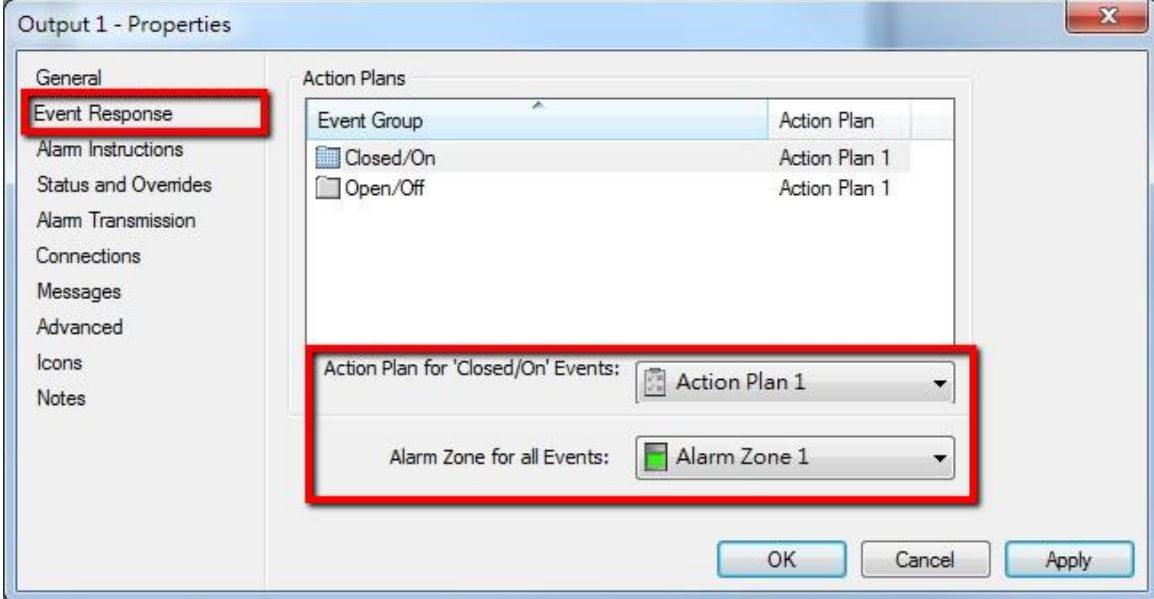 Output 1 - Properties
General
Event Response
Alarm Instructions
Status and Overrides
Alarm Transmission
Connections
Messages
Advanced
Icons
Notes
Action Plans
Event Group Action Plan
Closed/On Action Plan 1
Open/Off Action Plan 1
Action Plan for 'Closed/On' Events: Action Plan 1
Alarm Zone for all Events: Alarm Zone 1
OK Cancel Apply